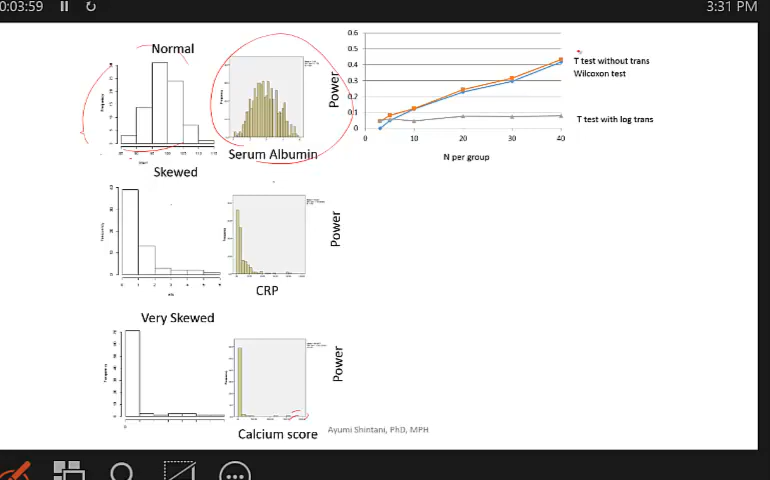 0:03:59
3:31 PM
Normal
Serum Albumin
Power
0.6
0.5
0.4
0.3
0.2
0.1
0
0 10 20 30 40
N per group
T test without trans
Wilcoxon test
T test with log trans
Skewed
CRP
Power
Very Skewed
Calcium score
Power
Ayumi Shintani, PhD, MPH